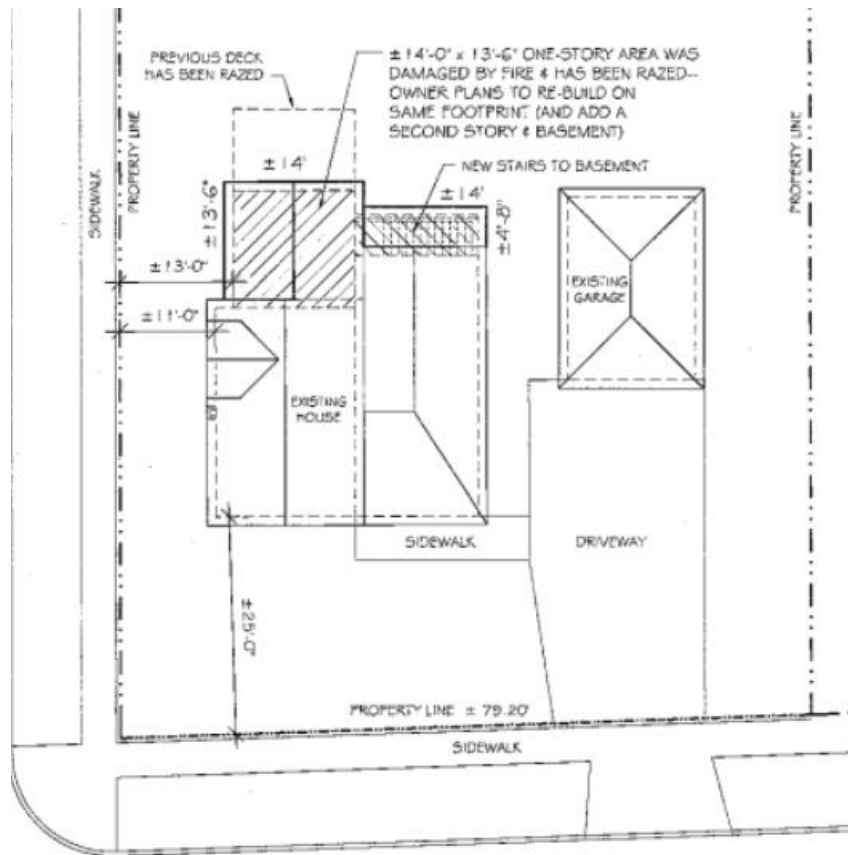 PREVIOUS DECK
HAS BEEN RAZED
±14'-0" x 13'-6" ONE-STORY AREA WAS
DAMAGED BY FIRE & HAS BEEN RAZED--
OWNER PLANS TO RE-BUILD ON
SAME FOOTPRINT (AND ADD A
SECOND STORY & BASEMENT)
NEW STAIRS TO BASEMENT
SIDEWALK
PROPERTY LINE
PROPERTY LINE
±14'
±14'
±13'-6"
±4'-8"
±13'-0"
±11'-0"
EXISTING
GARAGE
EXISTING
HOUSE
SIDEWALK
DRIVEWAY
±25'-0"
PROPERTY LINE ± 79.20'
SIDEWALK